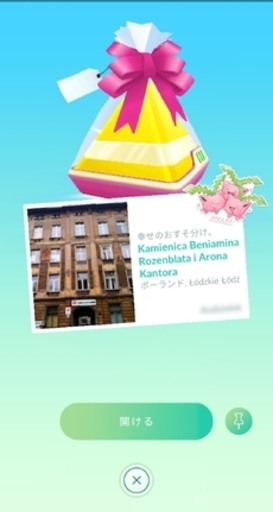 幸せのおすそ分け。
Kamienica Beniamina
Rozenblata i Arona
Kantora
ポーランド, Łódzkie Łódź
開ける